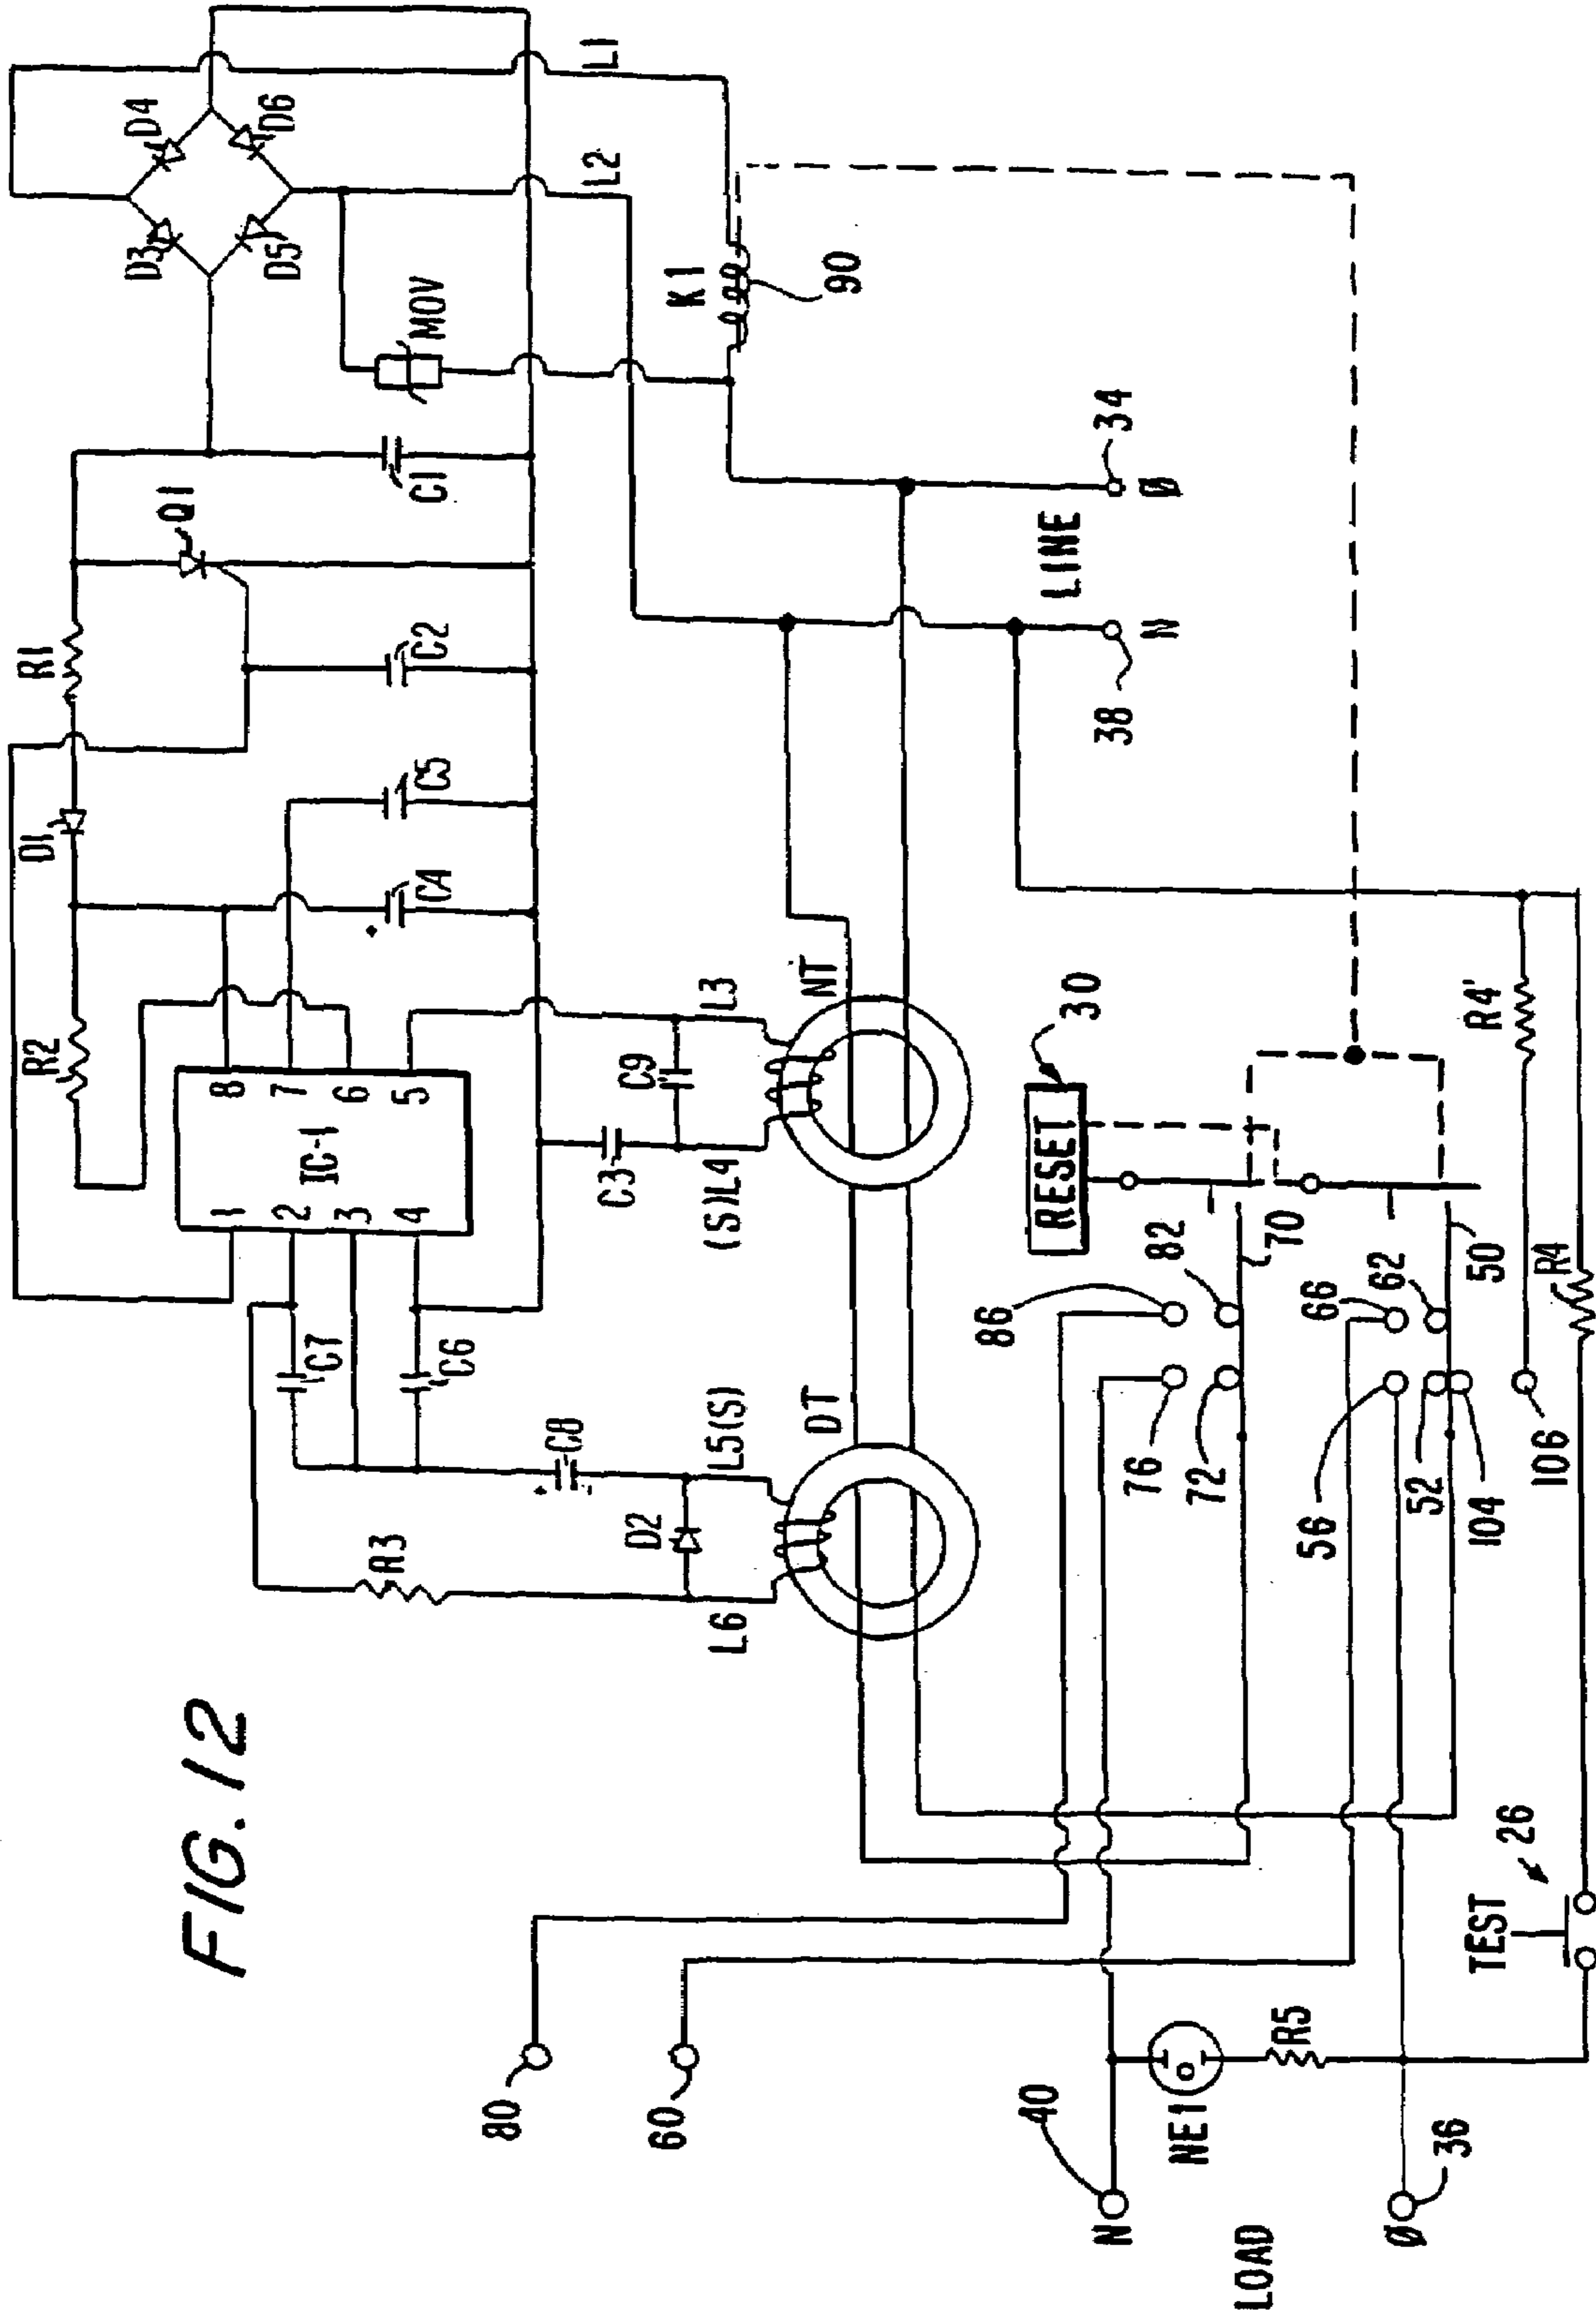 FIG. 12
D4
D6
D3
D5
L1
L2
K1
90
MOV
C1
Q1
R1
C2
C5
D1
C4
R2
IC-1
8
7
6
5
1
2
3
4
C7
C6
C8
R3
D2
L5(S)
L6
DT
C9
C3
L3
(S)L4
NT
34
Ø
LINE
N
38
RESET
30
R4'
R4
86
82
70
76
72
66
62
50
56
52
104
106
TEST
26
80
60
40
N
NE1
R5
LOAD
Ø
36